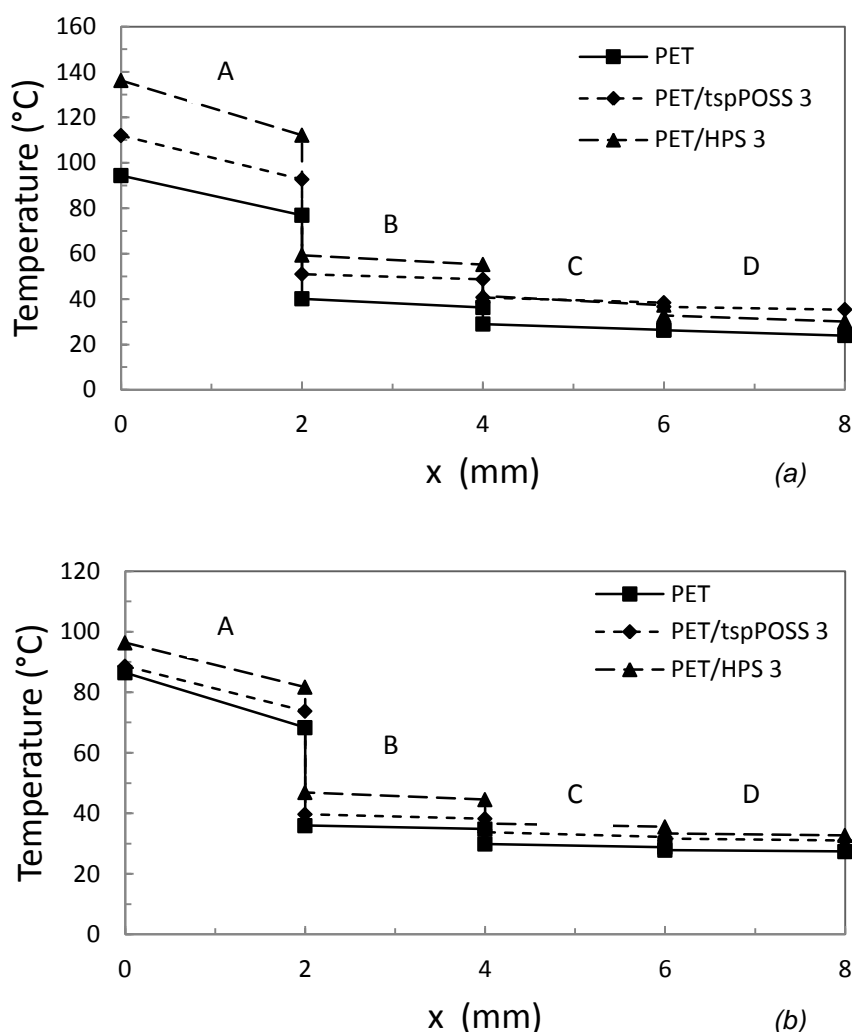 160
140
120
100
80
60
40
20
0
Temperature (°C)
A
B
C
D
PET
PET/tspPOSS 3
PET/HPS 3
0 2 4 6 8
x (mm)
(a)
120
100
80
60
40
20
0
Temperature (°C)
A
B
C
D
PET
PET/tspPOSS 3
PET/HPS 3
0 2 4 6 8
x (mm)
(b)